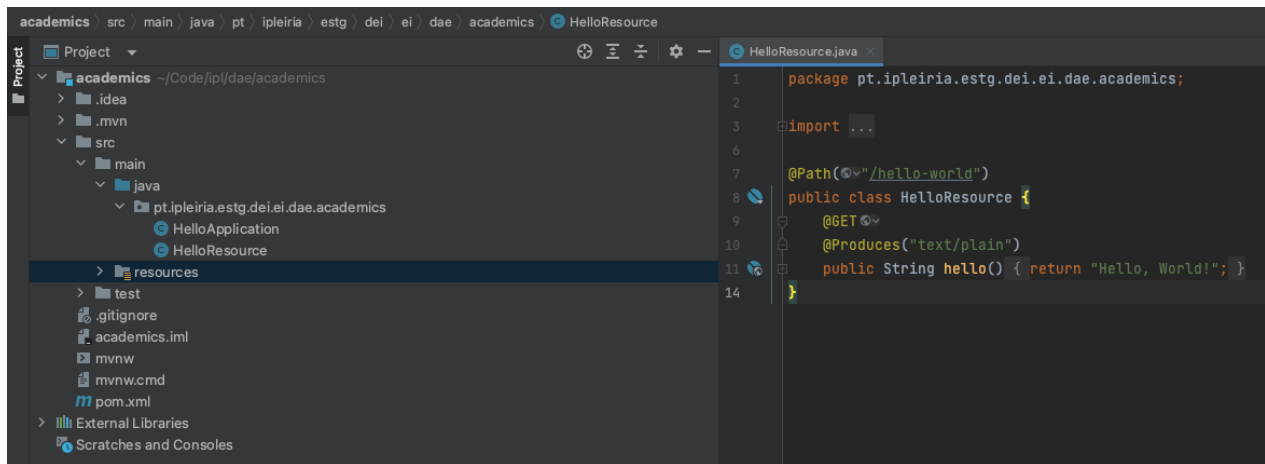 academics 〉 src 〉 main 〉 java 〉 pt 〉 ipleiria 〉 estg 〉 dei 〉 ei 〉 dae 〉 academics 〉 HelloResource
Project
Project
academics ~/Code/ipl/dae/academics
.idea
.mvn
src
main
java
pt.ipleiria.estg.dei.ei.dae.academics
HelloApplication
HelloResource
resources
test
.gitignore
academics.iml
mvnw
mvnw.cmd
pom.xml
External Libraries
Scratches and Consoles
HelloResource.java
1 package pt.ipleiria.estg.dei.ei.dae.academics;
2
3 import ...
6
7 @Path("/hello-world")
8 public class HelloResource {
9 @GET
10 @Produces("text/plain")
11 public String hello() { return "Hello, World!"; }
14 }